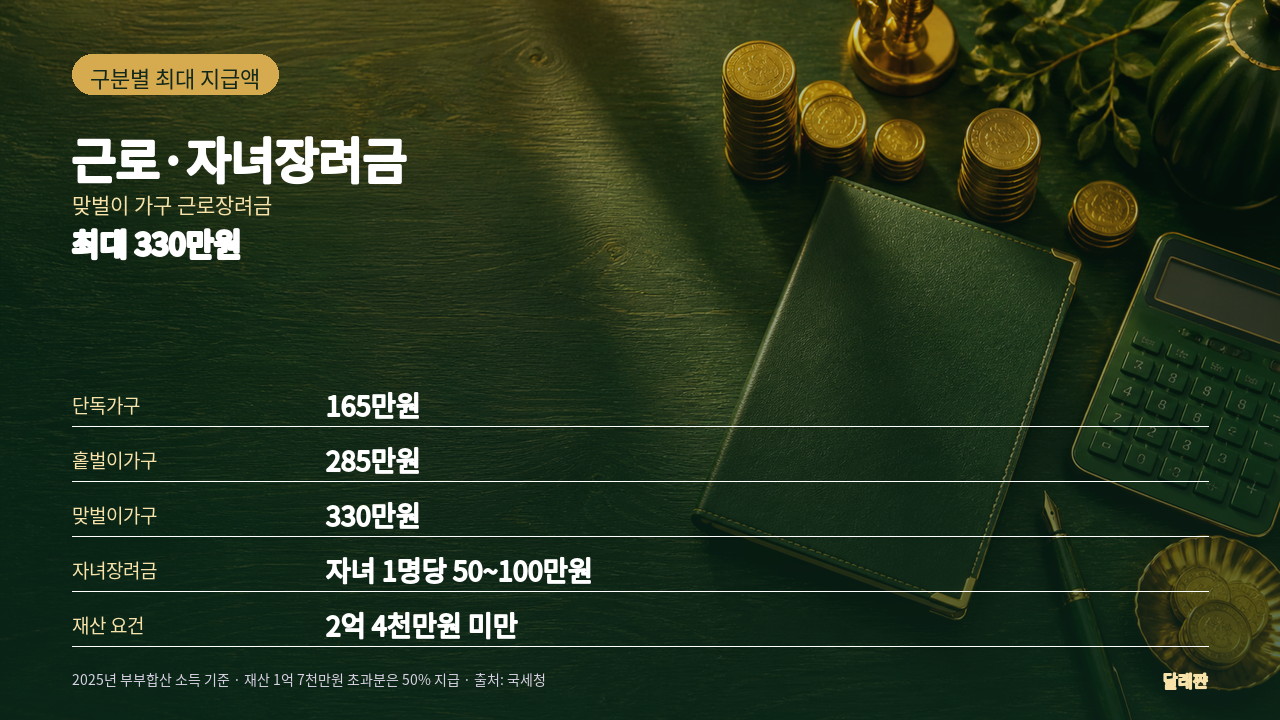 구분별 최대 지급액
근로·자녀장려금
맞벌이 가구 근로장려금
최대 330만원
단독가구 165만원
홑벌이가구 285만원
맞벌이가구 330만원
자녀장려금 자녀 1명당 50~100만원
재산 요건 2억 4천만원 미만
2025년 부부합산 소득 기준 · 재산 1억 7천만원 초과분은 50% 지급 · 출처: 국세청
달레짠